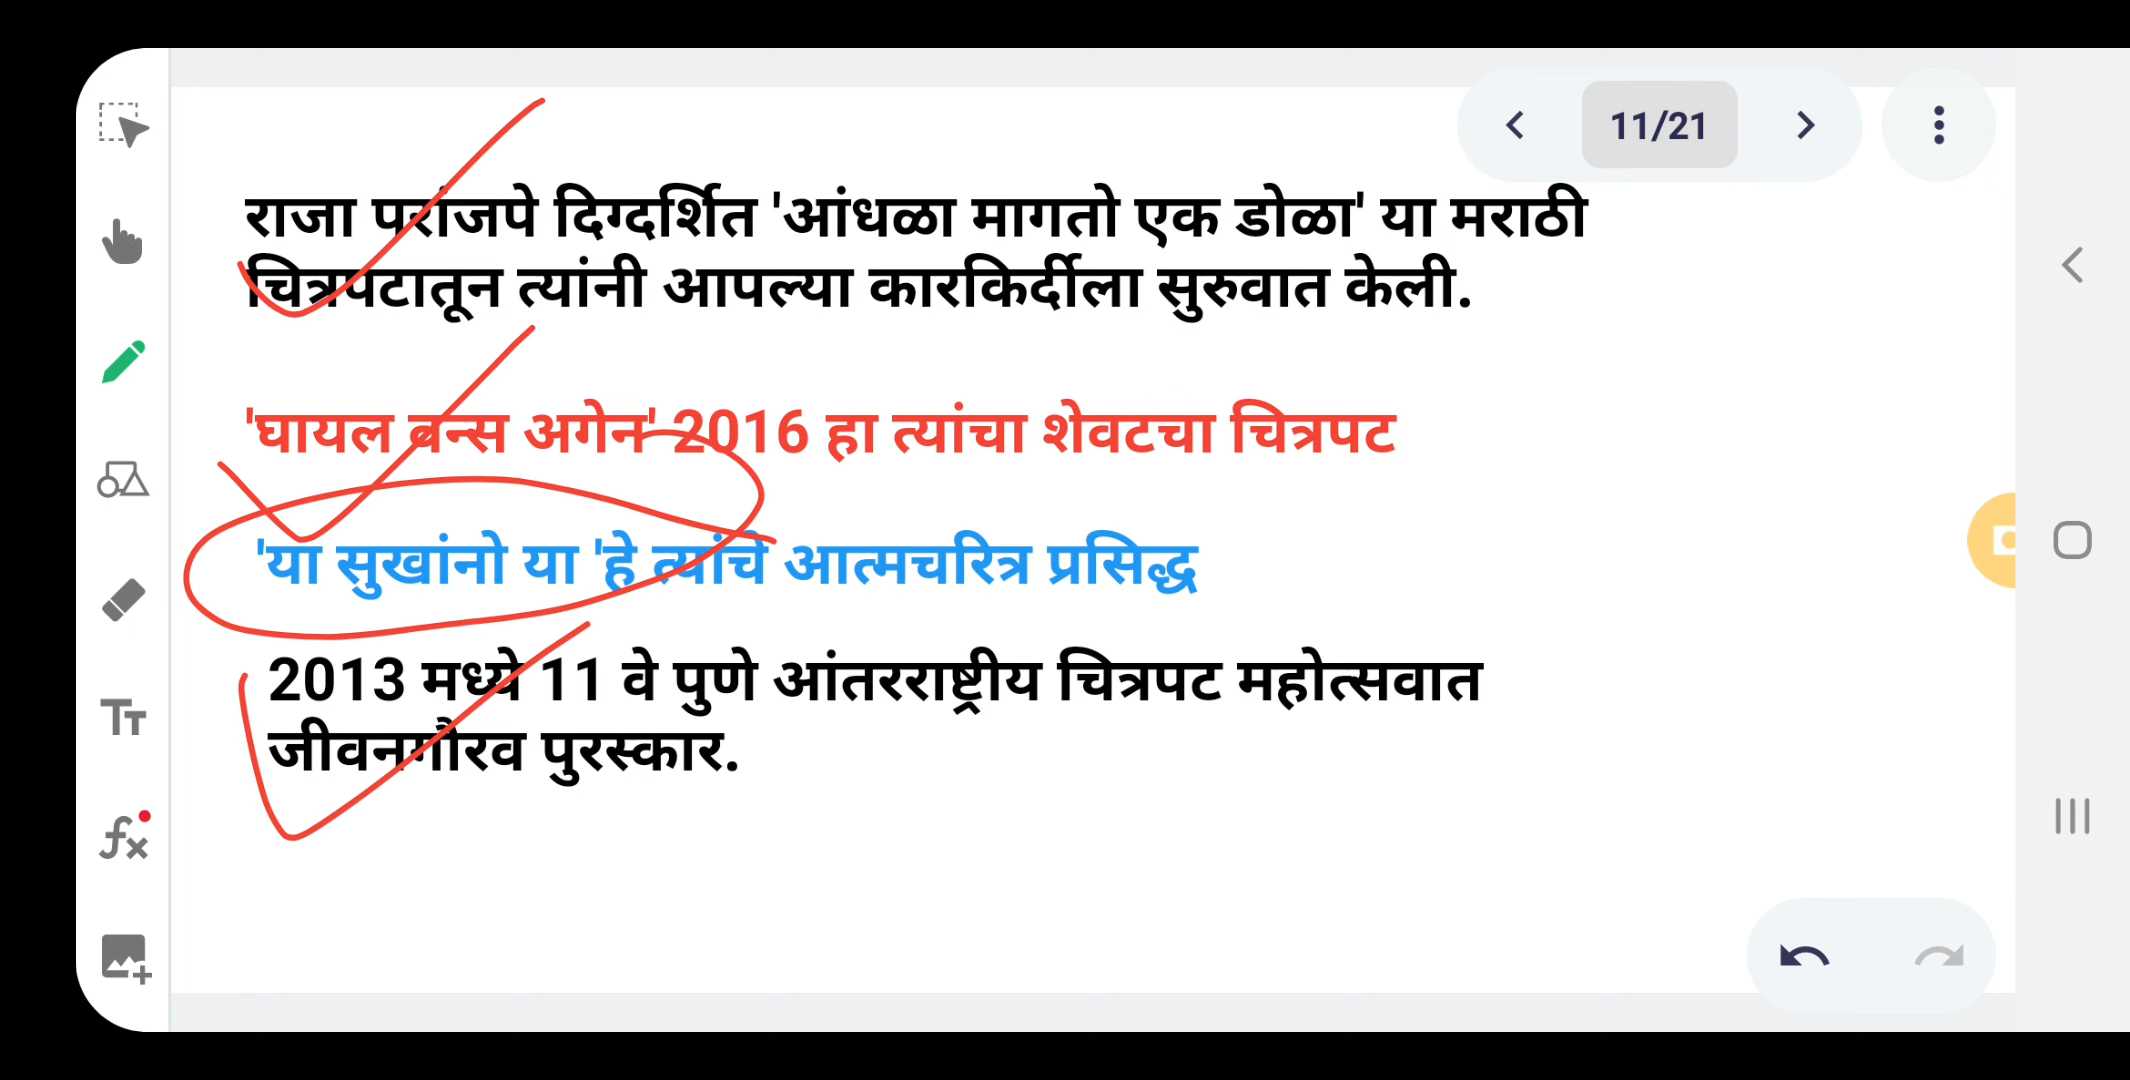 11/21
राजा परांजपे दिग्दर्शित 'आंधळा मागतो एक डोळा' या मराठी
चित्रपटातून त्यांनी आपल्या कारकिर्दीला सुरुवात केली.
'घायल वन्स अगेन' 2016 हा त्यांचा शेवटचा चित्रपट
'या सुखांनो या 'हे त्यांचे आत्मचरित्र प्रसिद्ध
2013 मध्ये 11 वे पुणे आंतरराष्ट्रीय चित्रपट महोत्सवात
जीवनगौरव पुरस्कार.